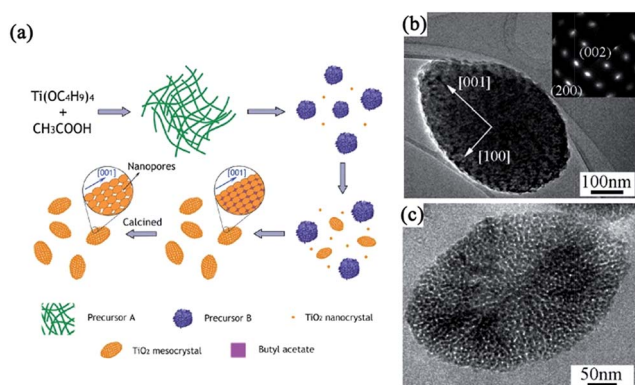 (a)
Ti(OC₄H₉)₄
+
CH₃COOH
[001]
Nanopores
[001]
Calcined
Precursor A
Precursor B
TiO₂ nanocrystal
TiO₂ mesocrystal
Butyl acetate
(b)
(002)
(200)
[001]
[100]
100nm
(c)
50nm